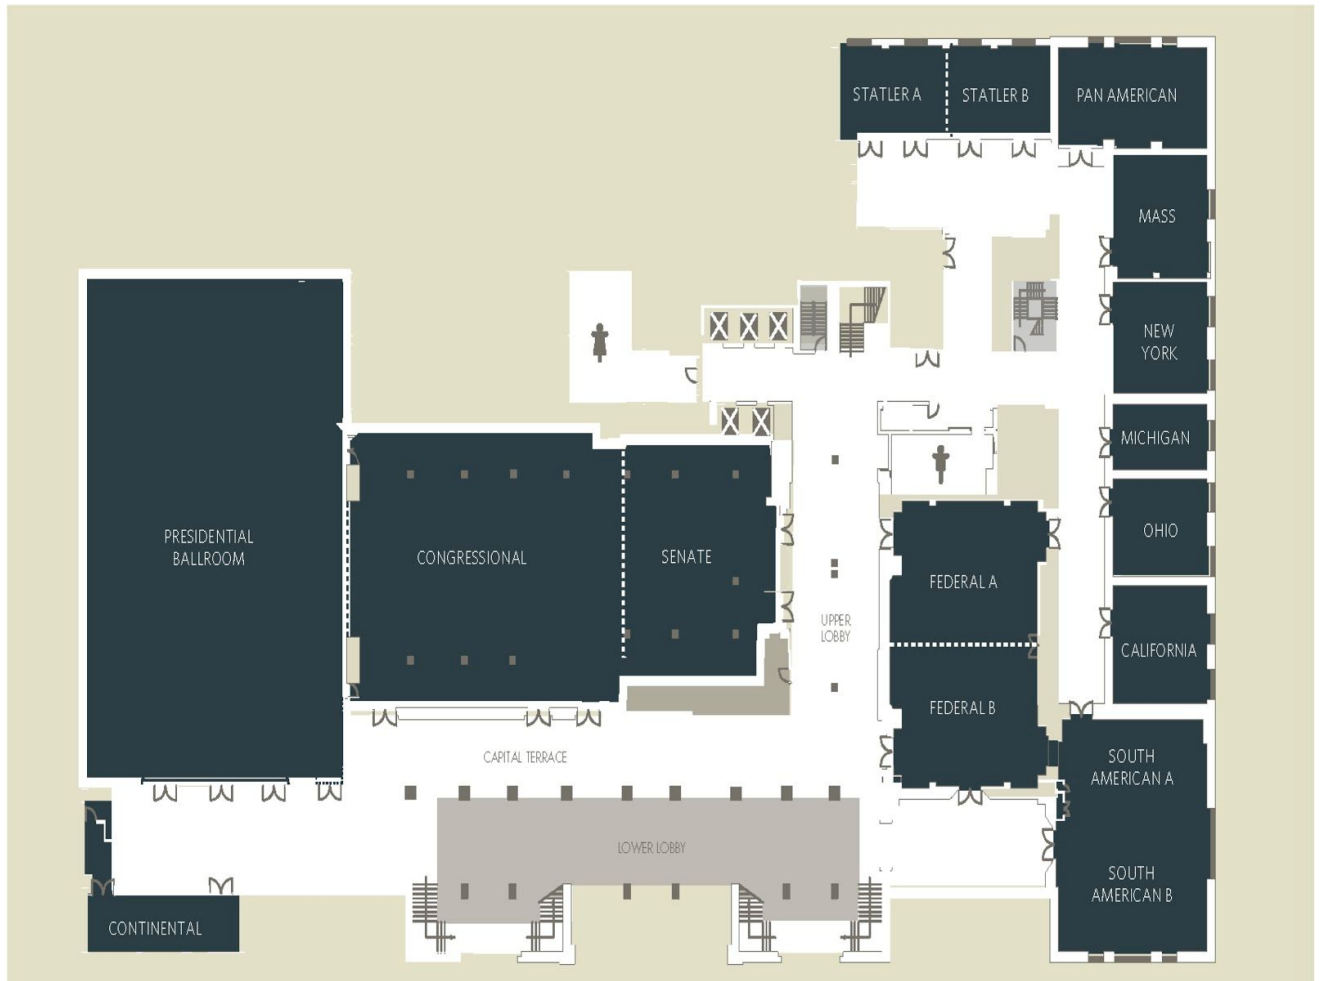 STATLER A
STATLER B
PAN AMERICAN
MASS
NEW
YORK
MICHIGAN
OHIO
CALIFORNIA
PRESIDENTIAL
BALLROOM
CONGRESSIONAL
SENATE
UPPER
LOBBY
FEDERAL A
FEDERAL B
CAPITAL TERRACE
SOUTH
AMERICAN A
LOWER LOBBY
SOUTH
AMERICAN B
CONTINENTAL